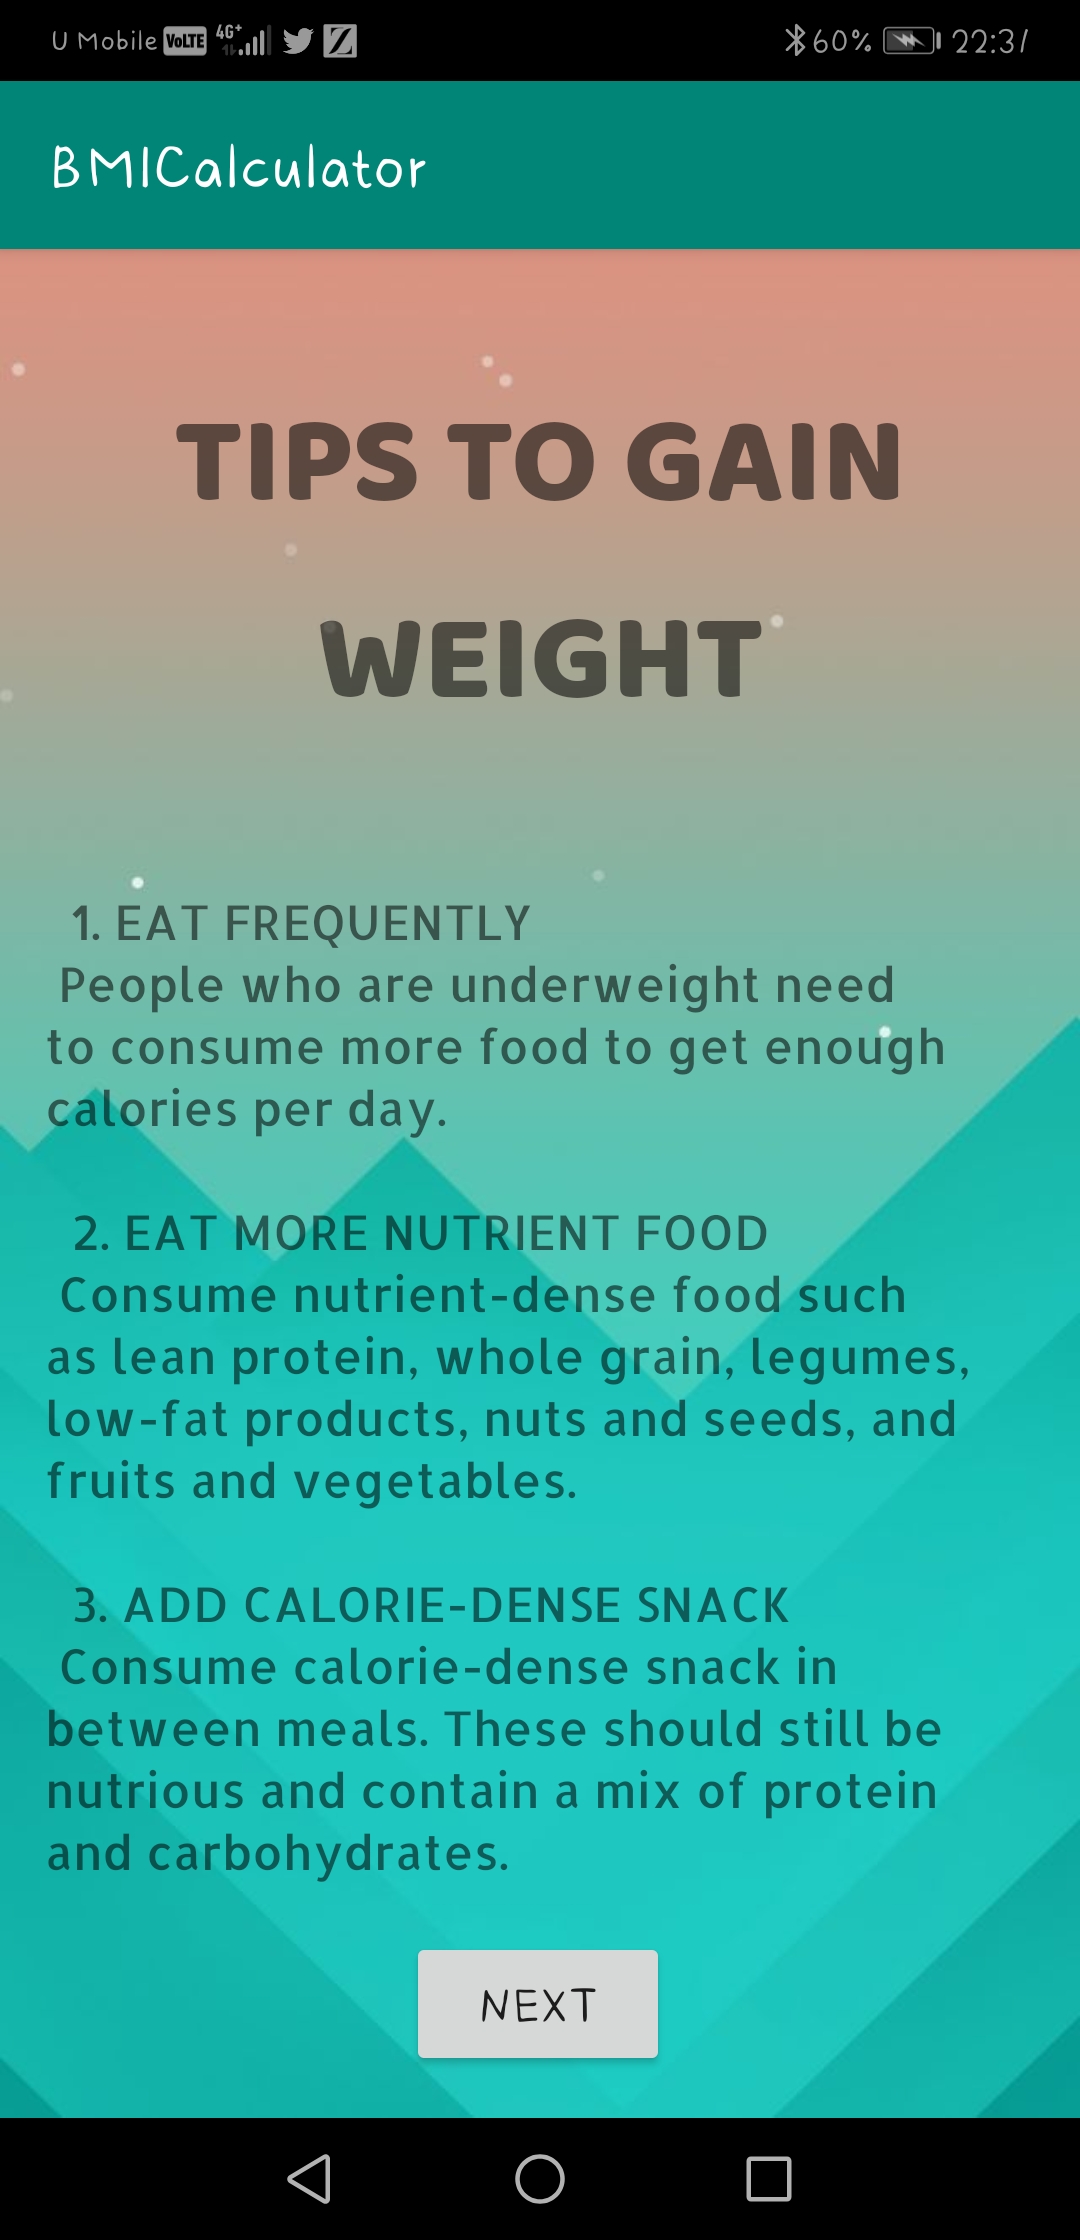 U Mobile VoLTE 4G+ 60% 22:31
BMICalculator
TIPS TO GAIN
WEIGHT
1. EAT FREQUENTLY
People who are underweight need
to consume more food to get enough
calories per day.
2. EAT MORE NUTRIENT FOOD
Consume nutrient-dense food such
as lean protein, whole grain, legumes,
low-fat products, nuts and seeds, and
fruits and vegetables.
3. ADD CALORIE-DENSE SNACK
Consume calorie-dense snack in
between meals. These should still be
nutrious and contain a mix of protein
and carbohydrates.
NEXT